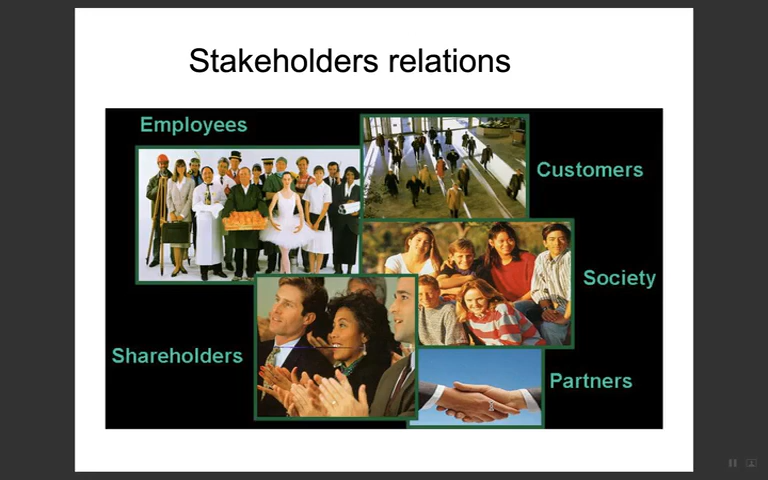 Stakeholders relations
Employees
Customers
Society
Shareholders
Partners